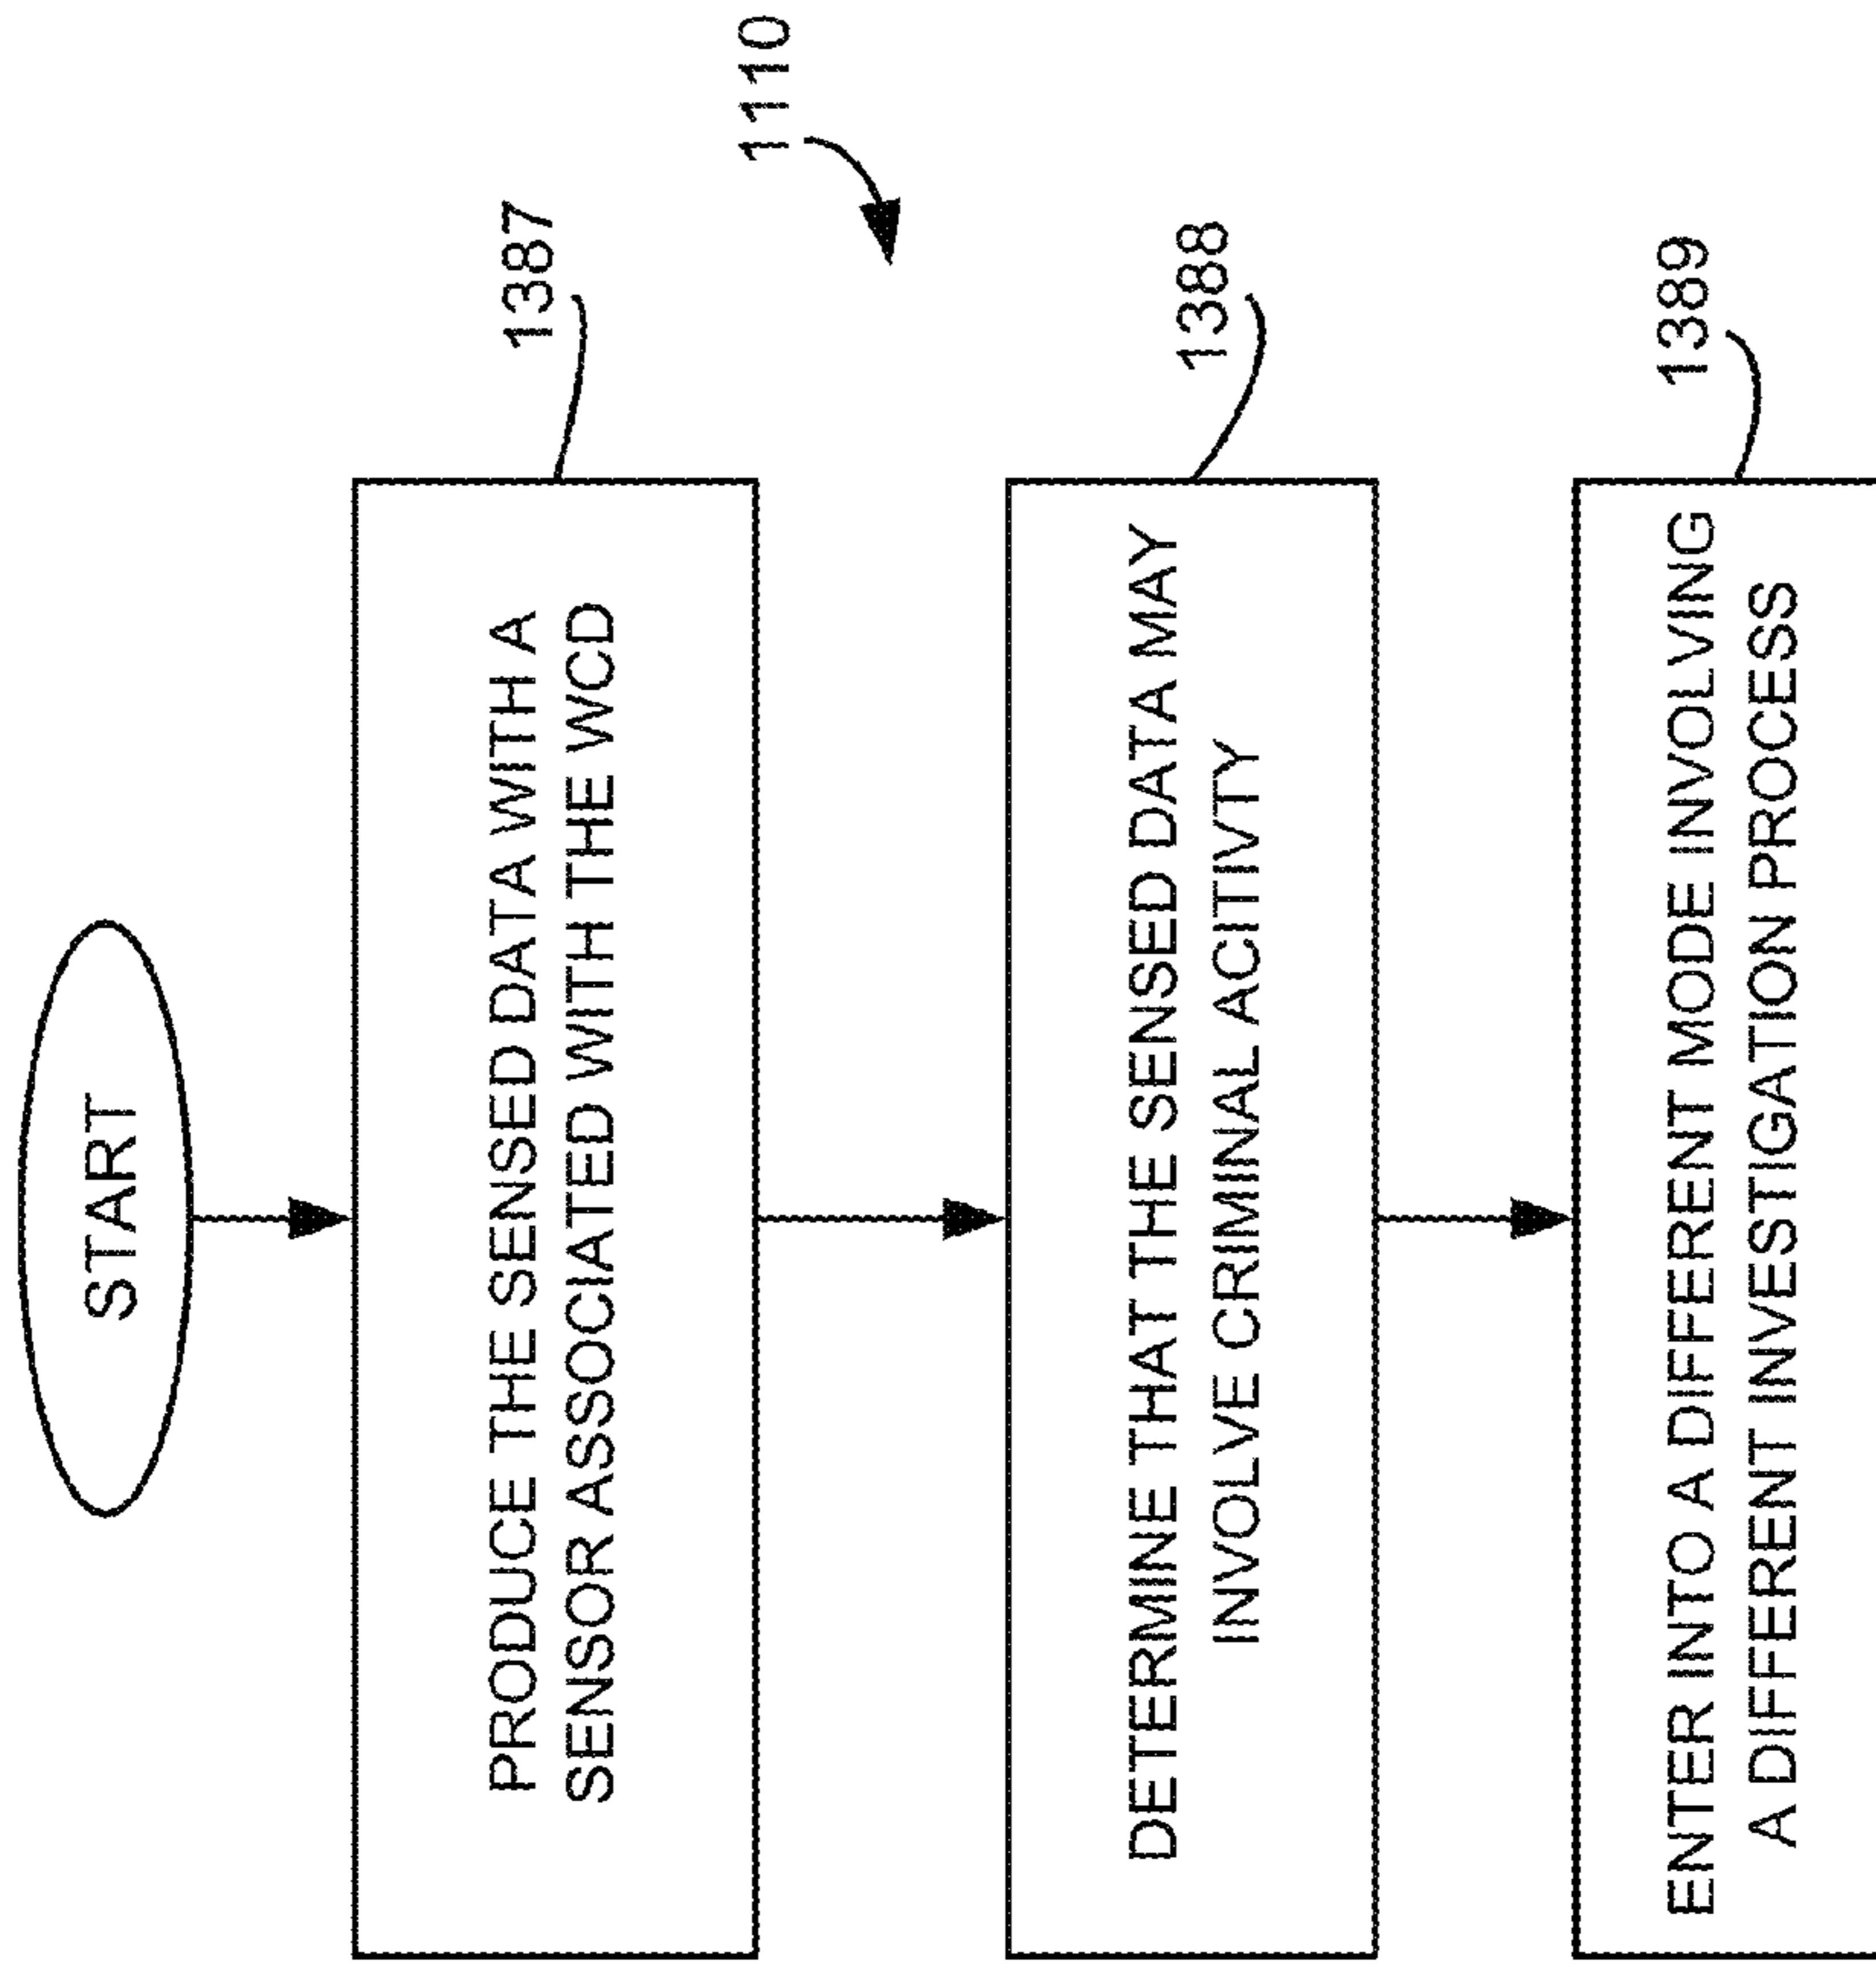 START
PRODUCE THE SENSED DATA WITH A
SENSOR ASSOCIATED WITH THE WCD
1387
1110
DETERMINE THAT THE SENSED DATA MAY
INVOLVE CRIMINAL ACITIVTY
1388
ENTER INTO A DIFFERENT MODE INVOLVING
A DIFFERENT INVESTIGATION PROCESS
1389